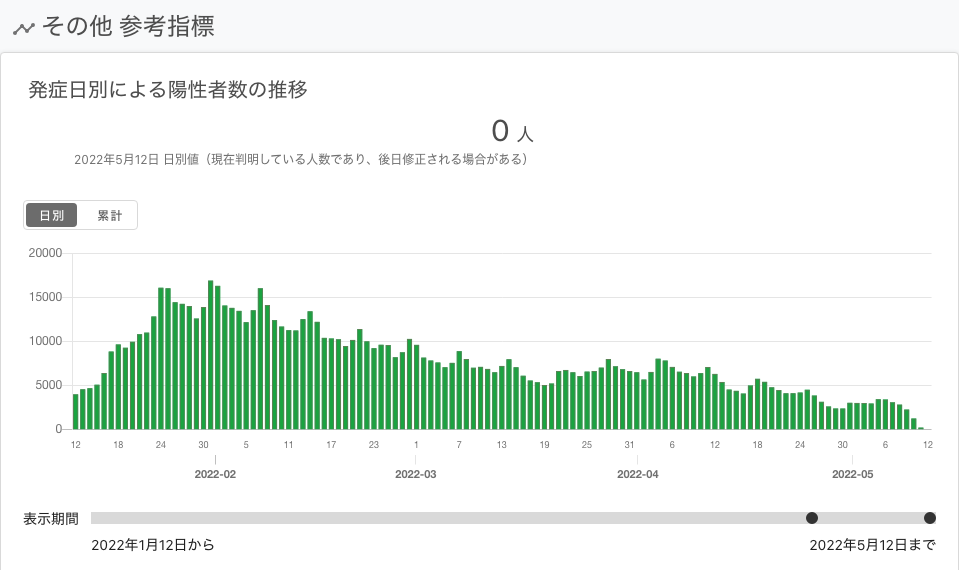 その他 参考指標
発症日別による陽性者数の推移
0 人
2022年5月12日 日別値（現在判明している人数であり、後日修正される場合がある）
日別 累計
20000
15000
10000
5000
0
12 18 24 30 5 11 17 23 1 7 13 19 25 31 6 12 18 24 30 6 12
2022-02 2022-03 2022-04 2022-05
表示期間
2022年1月12日から 2022年5月12日まで